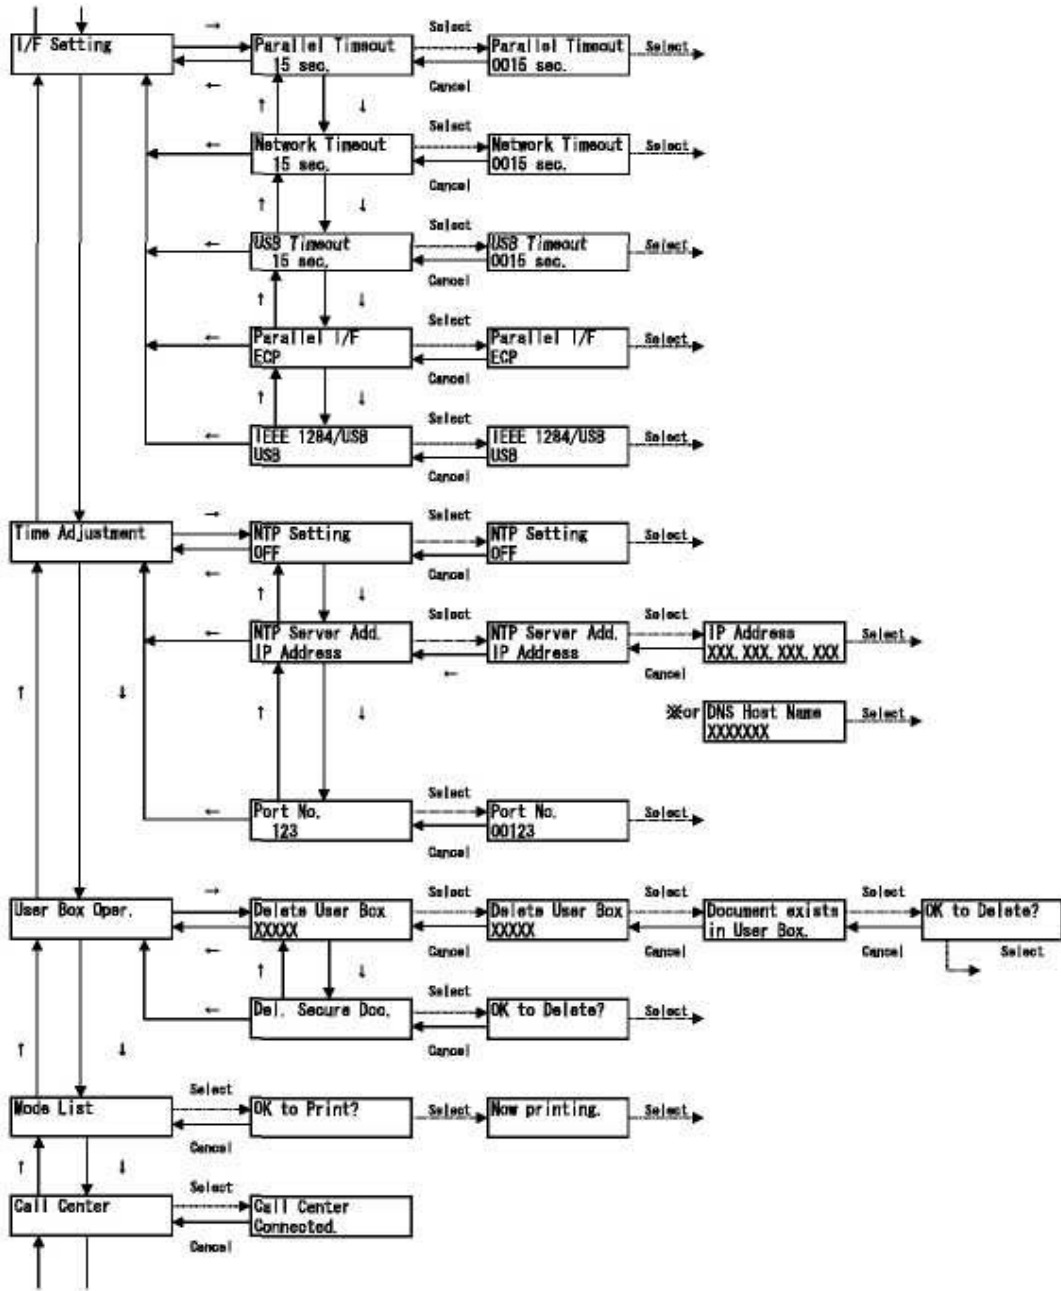 → Select
I/F Setting Parallel Timeout Parallel Timeout Select
15 sec. 0015 sec.
← Cancel
↑ ↓
Select
← Network Timeout Network Timeout Select
15 sec. 0015 sec.
Cancel
↑ ↓
Select
← USB Timeout USB Timeout Select
15 sec. 0015 sec.
Cancel
↑ ↓
Select
← Parallel I/F Parallel I/F Select
ECP ECP
Cancel
↑ ↓
Select
← IEEE 1284/USB IEEE 1284/USB Select
USB USB
Cancel
→ Select
Time Adjustment NTP Setting NTP Setting Select
OFF OFF
← Cancel
↑ ↓
Select Select
← NTP Server Add. NTP Server Add. IP Address Select
IP Address IP Address XXX.XXX.XXX.XXX
← Cancel
↑ ↓ ↑ ↓
※or DNS Host Name Select
XXXXXXX
Select
← Port No. Port No. Select
123 00123
Cancel
→ Select Select Select
User Box Oper. Delete User Box Delete User Box Document exists OK to Delete?
XXXXX XXXXX in User Box.
← Cancel Cancel Cancel Select
↑ ↓
Select
← Del. Secure Doc. OK to Delete? Select
Cancel
↑ ↓
Select
Mode List OK to Print? Select Now printing. Select
Cancel
↑ ↓
Select
Call Center Call Center
Connected.
Cancel